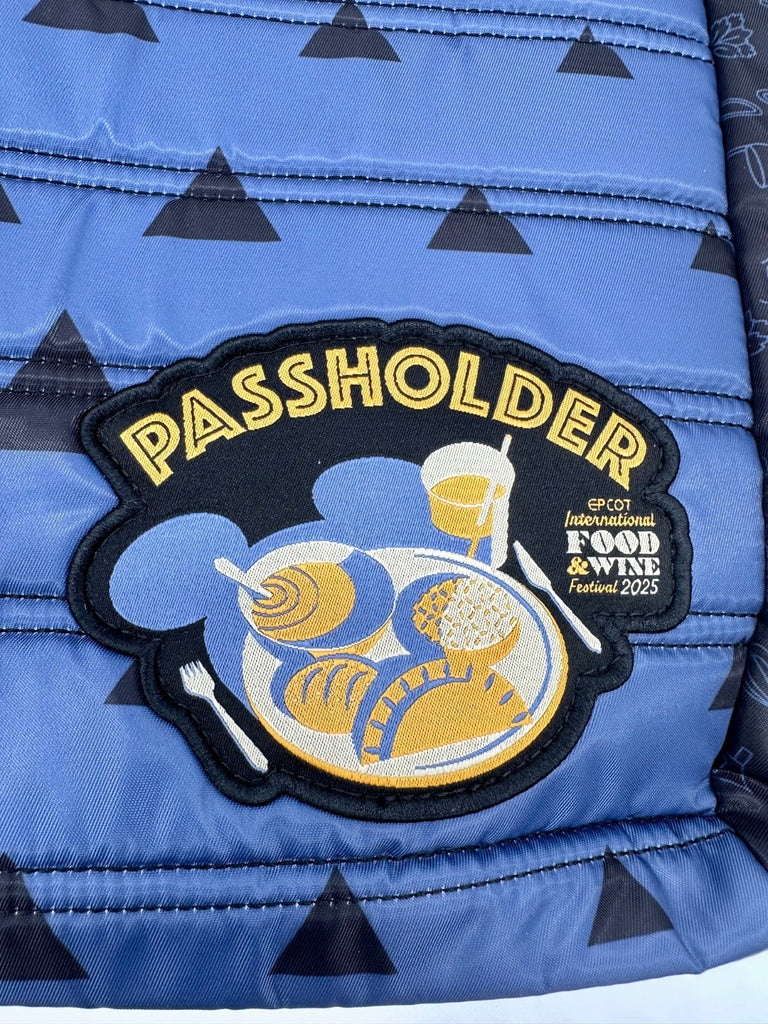 PASSHOLDER
EPCOT
International
FOOD
& WINE
Festival 2025